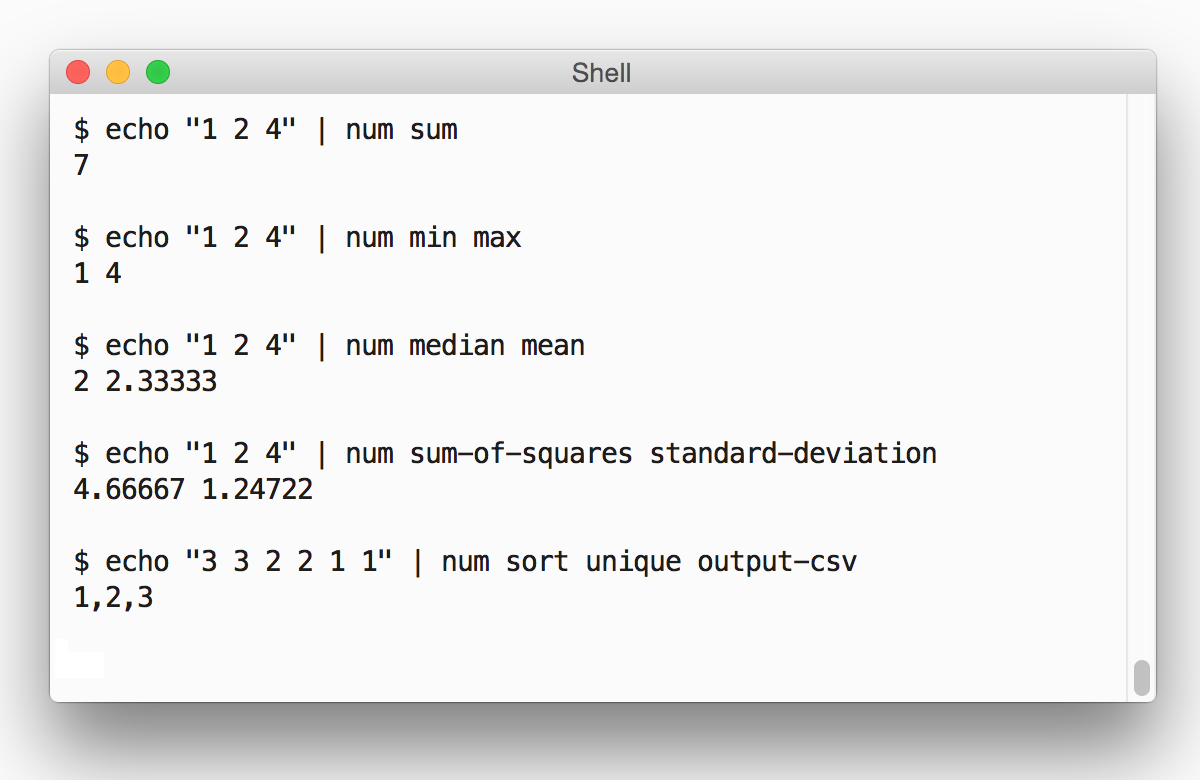 Shell
$ echo "1 2 4" | num sum
7
$ echo "1 2 4" | num min max
1 4
$ echo "1 2 4" | num median mean
2 2.33333
$ echo "1 2 4" | num sum-of-squares standard-deviation
4.66667 1.24722
$ echo "3 3 2 2 1 1" | num sort unique output-csv
1,2,3